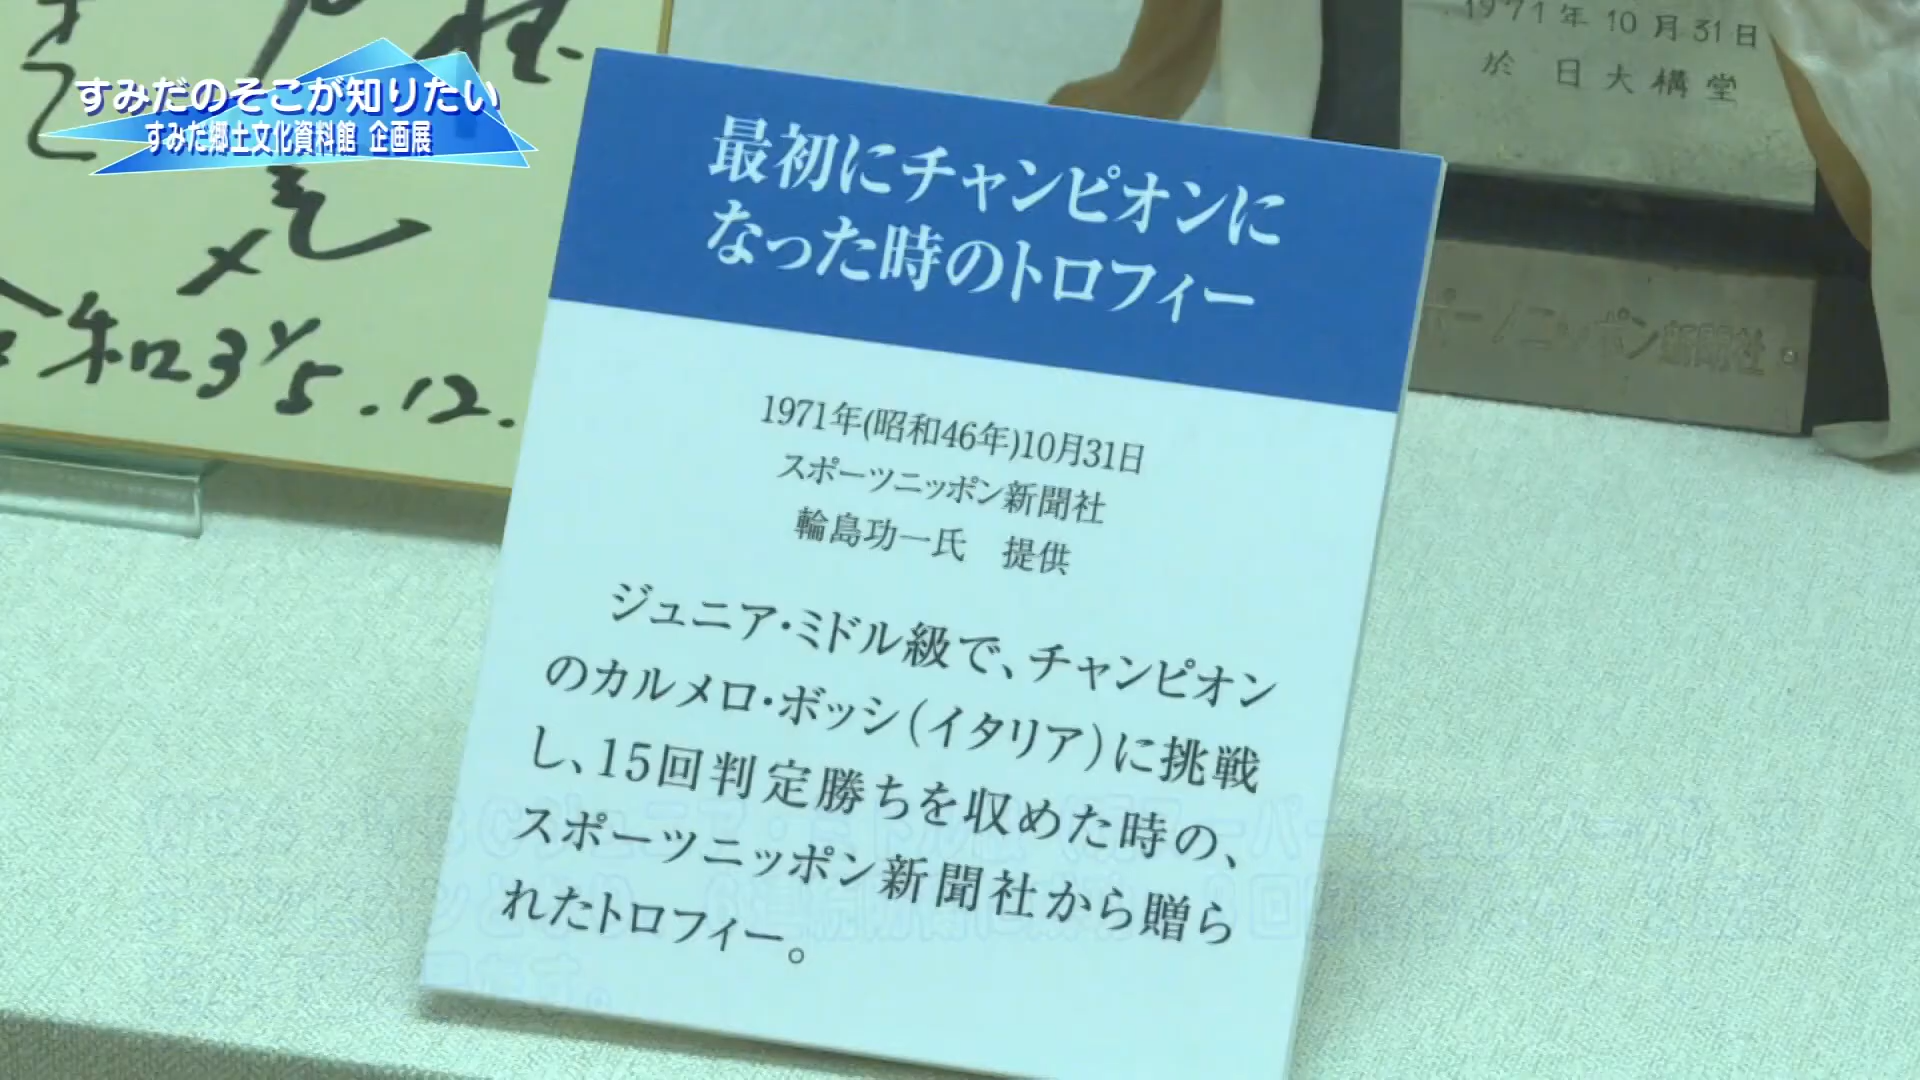 すみだのそこが知りたい
すみだ郷土文化資料館 企画展
1971年10月31日
於 日大構堂
最初にチャンピオンに
なった時のトロフィー
1971年(昭和46年)10月31日
スポーツニッポン新聞社
輪島功一氏 提供
ジュニア・ミドル級で、チャンピオン
のカルメロ・ボッシ(イタリア)に挑戦
し、15回判定勝ちを収めた時の、
スポーツニッポン新聞社から贈ら
れたトロフィー。
ニッポン新聞社
和3 5.12.